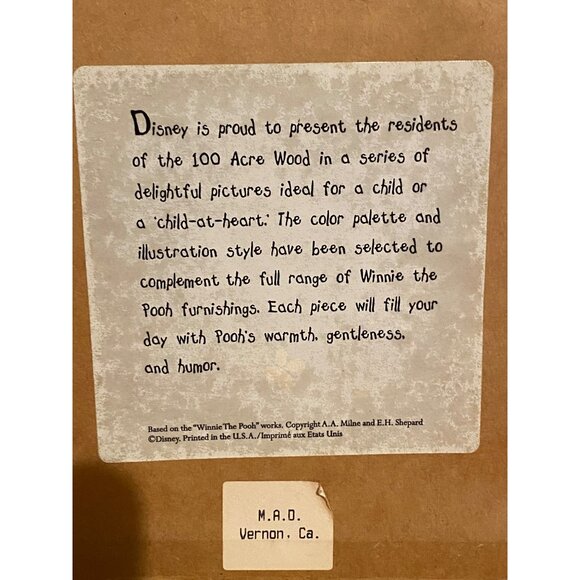 Disney is proud to present the residents
of the 100 Acre Wood in a series of
delightful pictures ideal for a child or
a 'child-at-heart.' The color palette and
illustration style have been selected to
complement the full range of Winnie the
Pooh furnishings. Each piece will fill your
day with Pooh's warmth, gentleness,
and humor.
Based on the "Winnie The Pooh" works, Copyright A.A. Milne and E.H. Shepard
©Disney. Printed in the U.S.A./Imprimé aux Etats Unis
M.A.D.
Vernon, Ca.